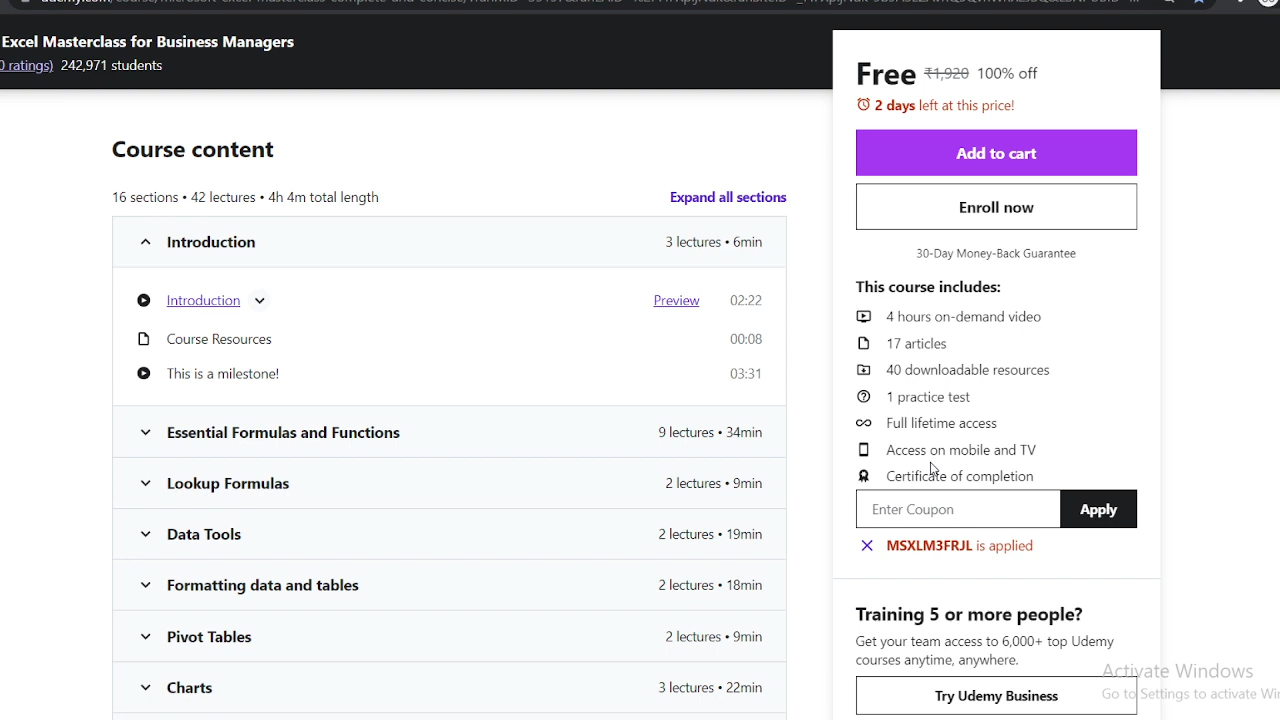 Excel Masterclass for Business Managers
ratings) 242,971 students
Course content
16 sections • 42 lectures • 4h 4m total length
Expand all sections
Introduction 3 lectures • 6min
Introduction Preview 02:22
Course Resources 00:08
This is a milestone! 03:31
Essential Formulas and Functions 9 lectures • 34min
Lookup Formulas 2 lectures • 9min
Data Tools 2 lectures • 19min
Formatting data and tables 2 lectures • 18min
Pivot Tables 2 lectures • 9min
Charts 3 lectures • 22min
Free ₹1,920 100% off
2 days left at this price!
Add to cart
Enroll now
30-Day Money-Back Guarantee
This course includes:
4 hours on-demand video
17 articles
40 downloadable resources
1 practice test
Full lifetime access
Access on mobile and TV
Certificate of completion
Enter Coupon Apply
MSXLM3FRJL is applied
Training 5 or more people?
Get your team access to 6,000+ top Udemy
courses anytime, anywhere.
Try Udemy Business
Activate Windows
Go to Settings to activate